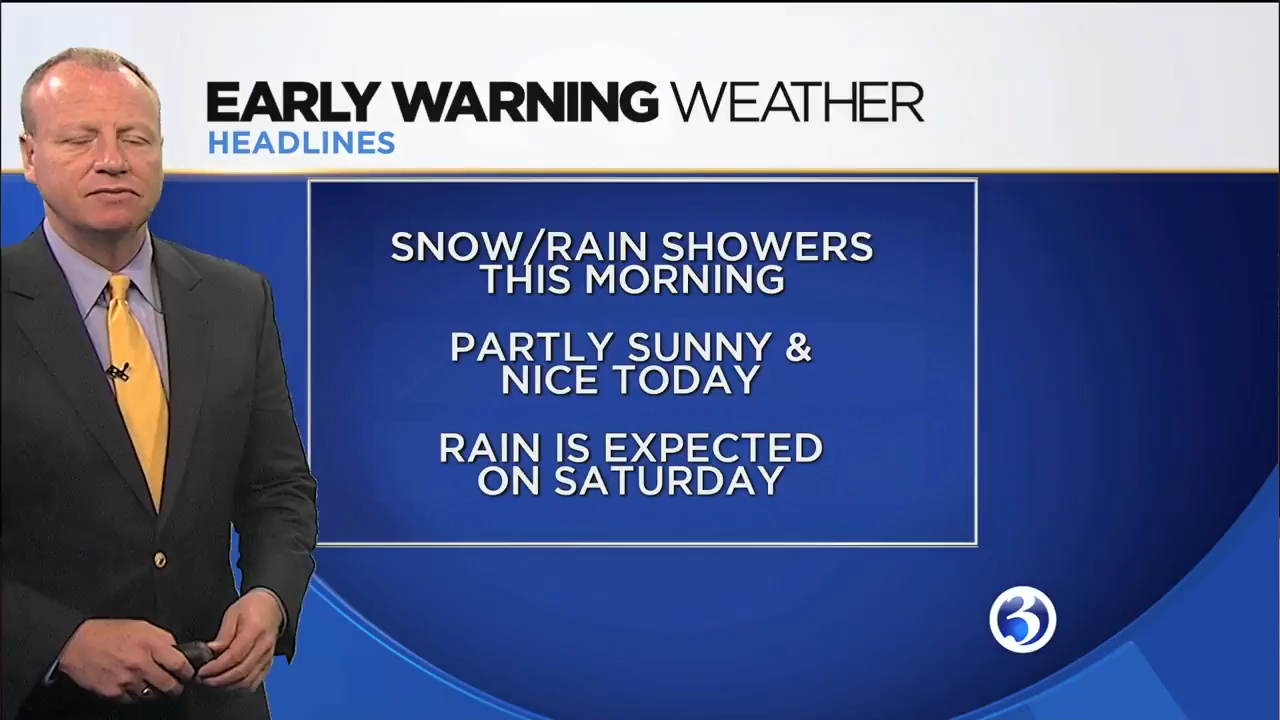 EARLY WARNING WEATHER
HEADLINES
SNOW/RAIN SHOWERS
THIS MORNING
PARTLY SUNNY &
NICE TODAY
RAIN IS EXPECTED
ON SATURDAY
3